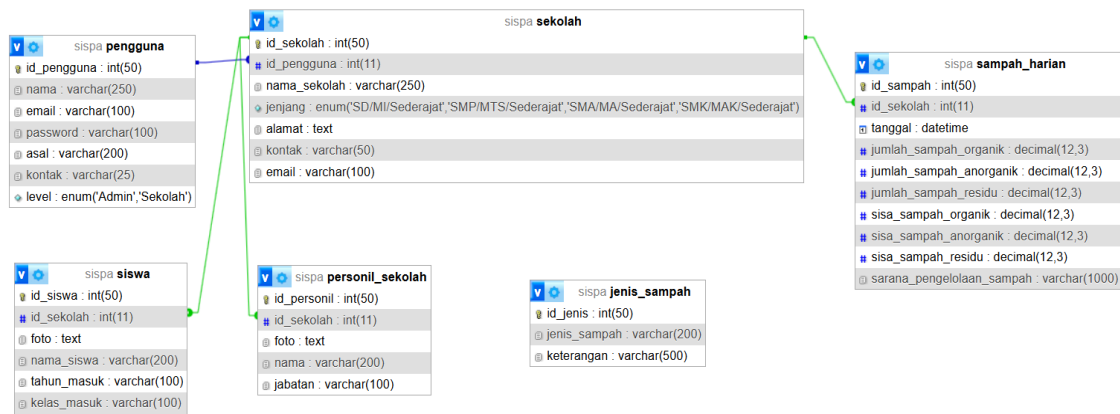 sispa pengguna
id_pengguna : int(50)
nama : varchar(250)
email : varchar(100)
password : varchar(100)
asal : varchar(200)
kontak : varchar(25)
level : enum('Admin','Sekolah')
sispa sekolah
id_sekolah : int(50)
id_pengguna : int(11)
nama_sekolah : varchar(250)
jenjang : enum('SD/MI/Sederajat','SMP/MTS/Sederajat','SMA/MA/Sederajat','SMK/MAK/Sederajat')
alamat : text
kontak : varchar(50)
email : varchar(100)
sispa sampah_harian
id_sampah : int(50)
id_sekolah : int(11)
tanggal : datetime
jumlah_sampah_organik : decimal(12,3)
jumlah_sampah_anorganik : decimal(12,3)
jumlah_sampah_residu : decimal(12,3)
sisa_sampah_organik : decimal(12,3)
sisa_sampah_anorganik : decimal(12,3)
sisa_sampah_residu : decimal(12,3)
sarana_pengelolaan_sampah : varchar(1000)
sispa siswa
id_siswa : int(50)
id_sekolah : int(11)
foto : text
nama_siswa : varchar(200)
tahun_masuk : varchar(100)
kelas_masuk : varchar(100)
sispa personil_sekolah
id_personil : int(50)
id_sekolah : int(11)
foto : text
nama : varchar(200)
jabatan : varchar(100)
sispa jenis_sampah
id_jenis : int(50)
jenis_sampah : varchar(200)
keterangan : varchar(500)